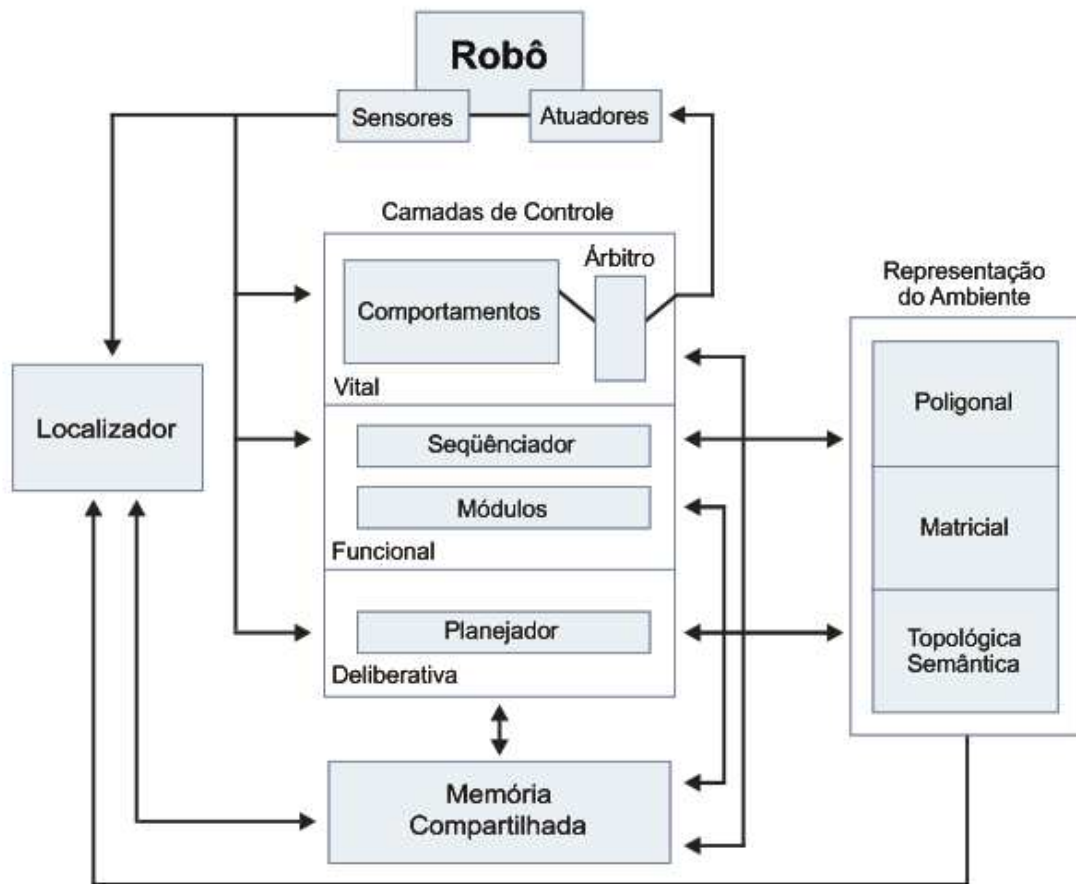 Robô
Sensores
Atuadores
Camadas de Controle
Árbitro
Comportamentos
Vital
Representação
do Ambiente
Localizador
Poligonal
Seqüênciador
Módulos
Funcional
Matricial
Planejador
Deliberativa
Topológica
Semântica
Memória
Compartilhada